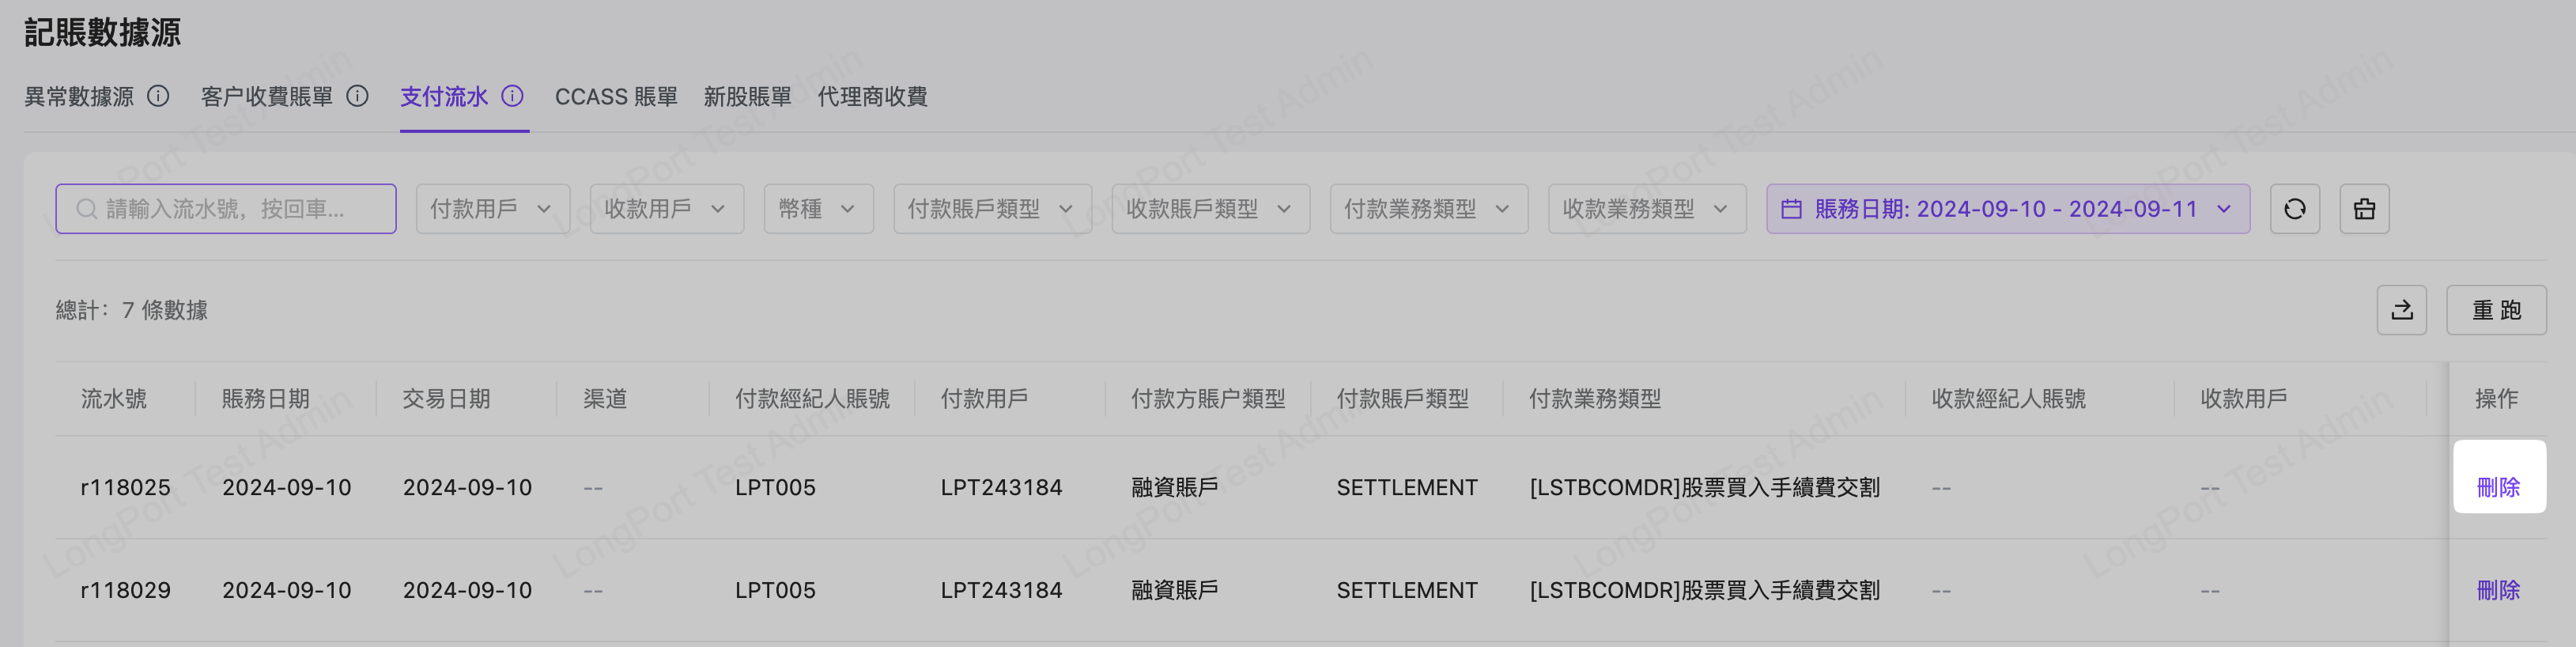 記賬數據源
異常數據源 客户收費賬單 支付流水 CCASS 賬單 新股賬單 代理商收費
請輸入流水號，按回車... 付款用戶 收款用戶 幣種 付款賬戶類型 收款賬戶類型 付款業務類型 收款業務類型 賬務日期: 2024-09-10 - 2024-09-11
總計：7 條數據 重 跑
流水號 賬務日期 交易日期 渠道 付款經紀人賬號 付款用戶 付款方賬户类型 付款賬戶類型 付款業務類型 收款經紀人賬號 收款用戶 操作
r118025 2024-09-10 2024-09-10 -- LPT005 LPT243184 融資賬戶 SETTLEMENT [LSTBCOMDR]股票買入手續費交割 -- -- 刪除
r118029 2024-09-10 2024-09-10 -- LPT005 LPT243184 融資賬戶 SETTLEMENT [LSTBCOMDR]股票買入手續費交割 -- -- 刪除
LongPort Test Admin